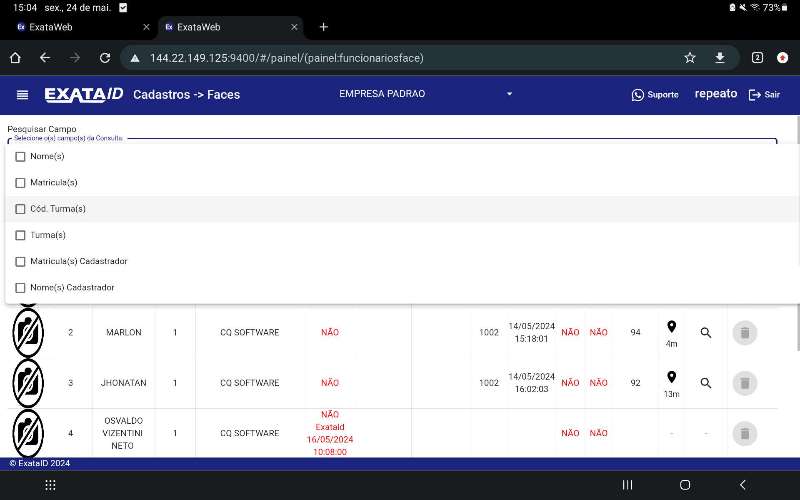 15:04 sex., 24 de mai. 73%
ExataWeb ExataWeb
144.22.149.125:9400/#/painel/(painel:funcionariosface) 2
EXATAID Cadastros -> Faces EMPRESA PADRAO Suporte repeato Sair
Pesquisar Campo
Selecione o(s) campo(s) da Consulta
Nome(s)
Matricula(s)
Cód. Turma(s)
Turma(s)
Matricula(s) Cadastrador
Nome(s) Cadastrador
2 MARLON 1 CQ SOFTWARE NÃO 1002 14/05/2024 15:18:01 NÃO NÃO 94 4m
3 JHONATAN 1 CQ SOFTWARE NÃO 1002 14/05/2024 16:02:03 NÃO NÃO 92 13m
4 OSVALDO VIZENTINI NETO 1 CQ SOFTWARE NÃO ExataId 16/05/2024 10:08:00 NÃO NÃO - -
© ExataID 2024